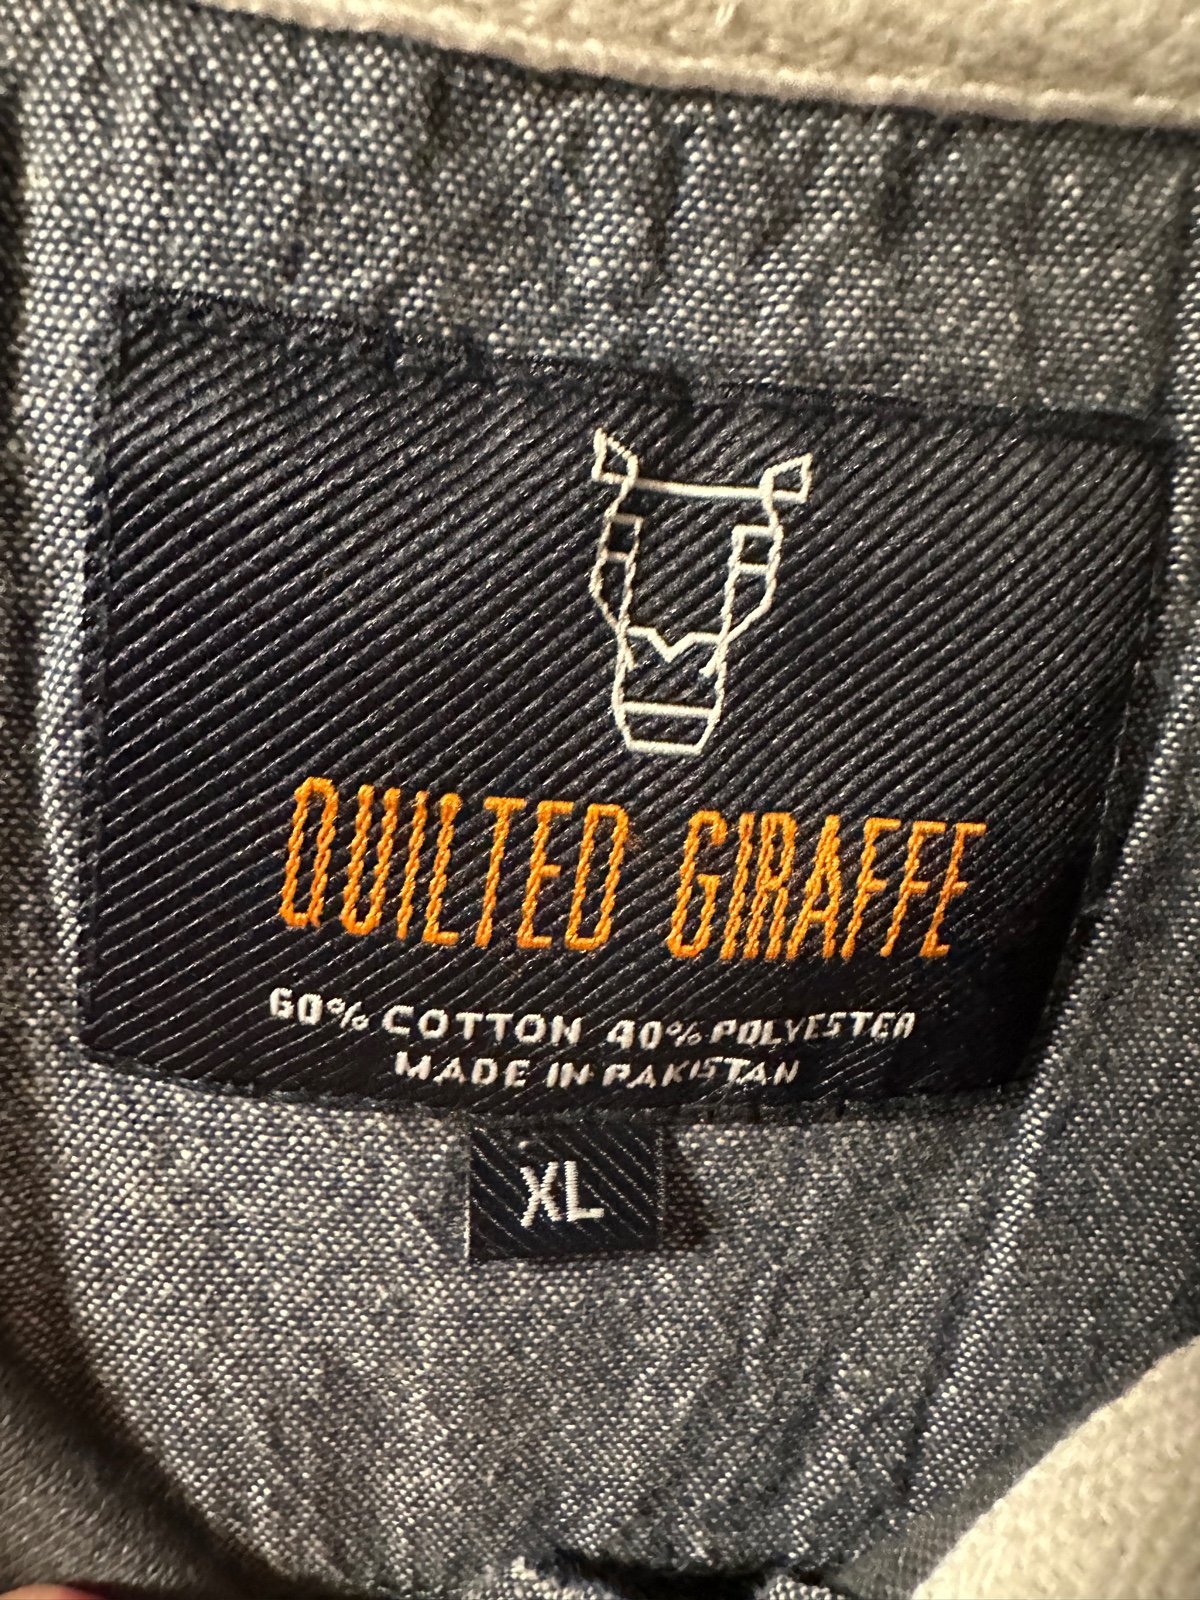 QUILTED GIRAFFE
60% COTTON 40% POLYESTER
MADE IN PAKISTAN
XL